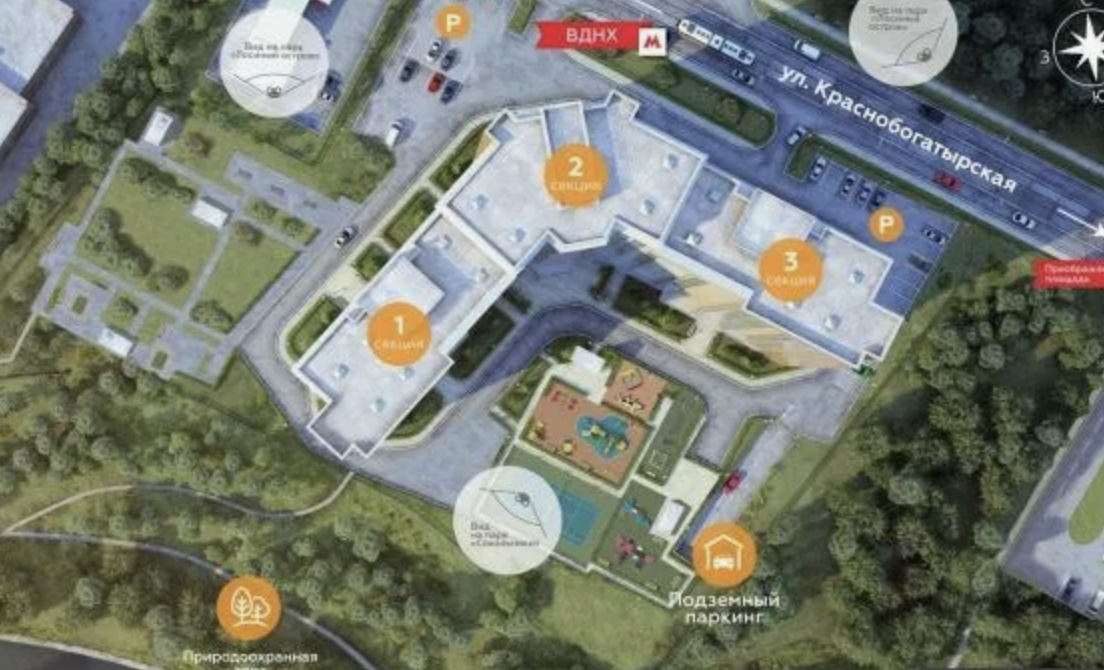 Р
ВДНХ
М
Вид на парк
«Лосиный
остров»
Вид на парк
«Лосиный остров»
З
Ю
ул. Краснобогатырская
2
СЕКЦИЯ
Р
3
СЕКЦИЯ
Преображен
площадь
1
СЕКЦИЯ
Вид
на парк
«Сокольники»
Подземный
паркинг
Природоохранная